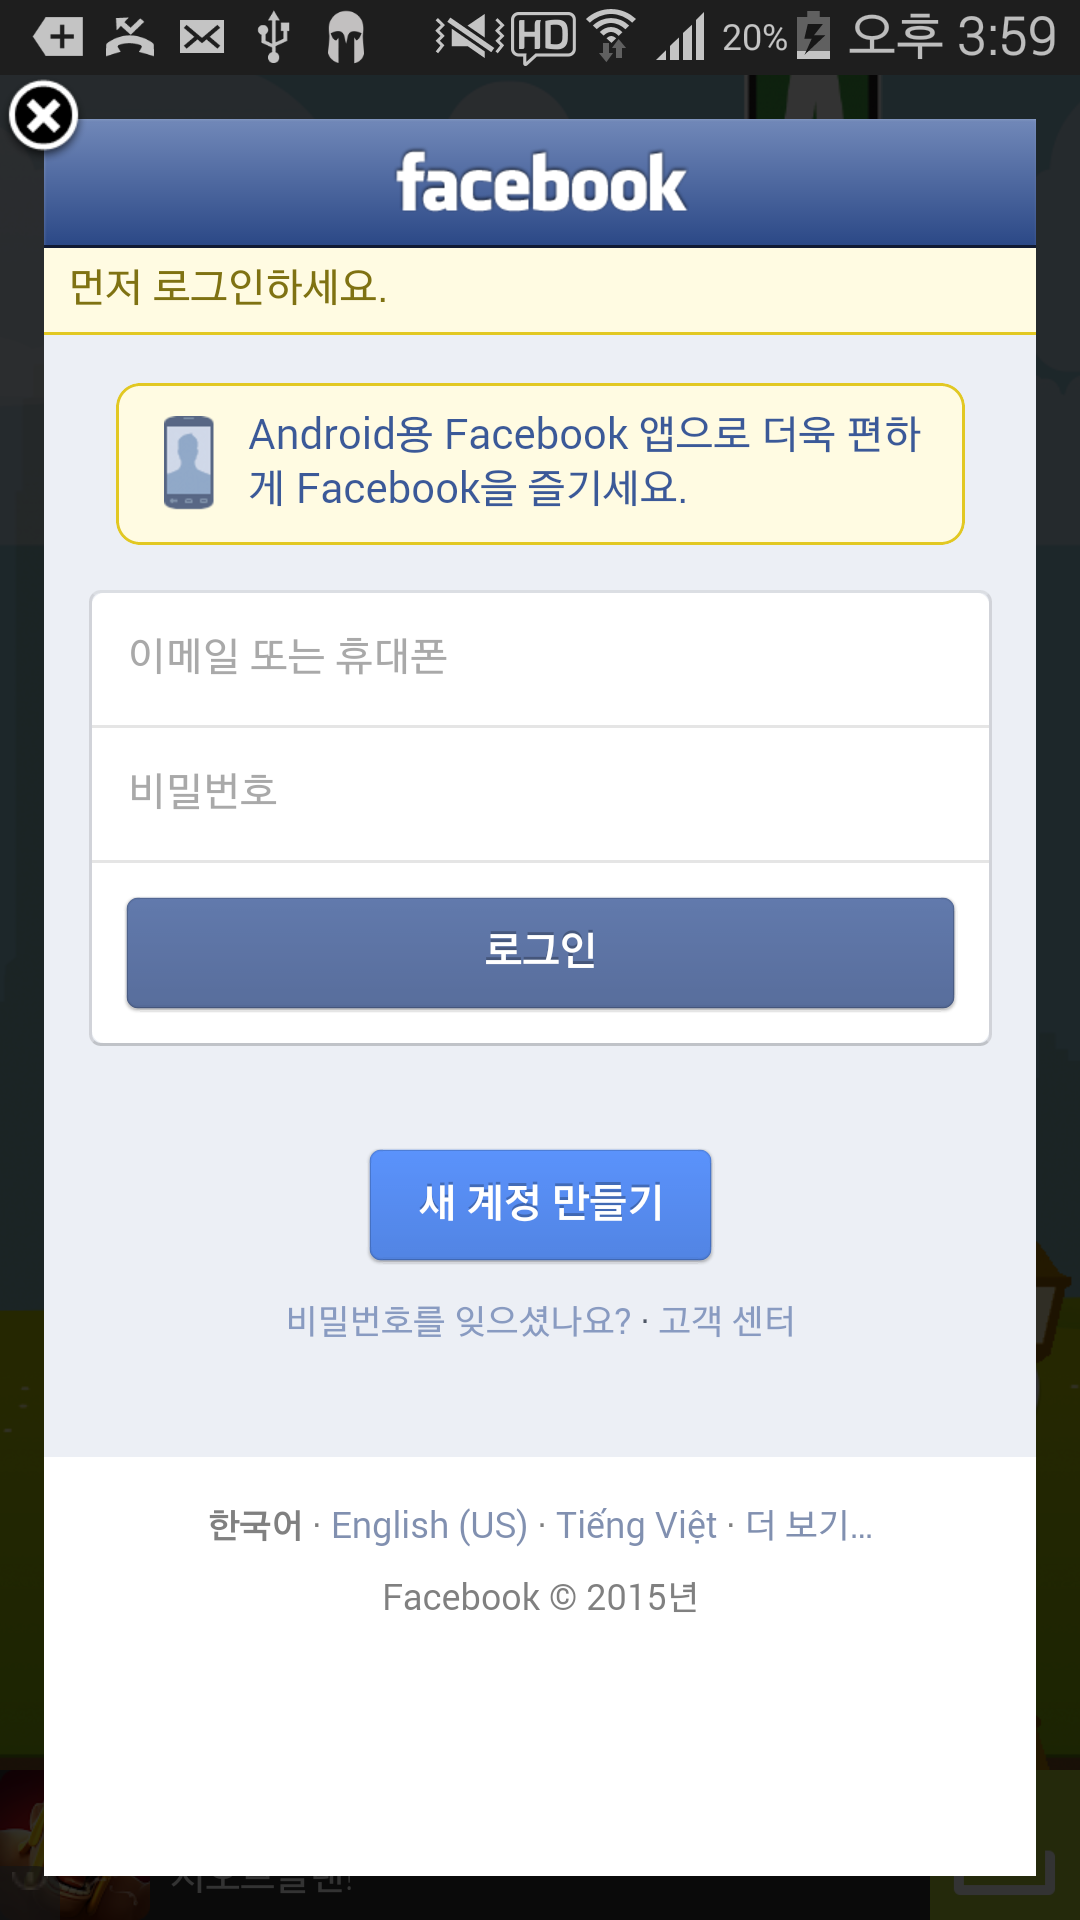 HD 20% 오후 3:59
facebook
먼저 로그인하세요.
Android용 Facebook 앱으로 더욱 편하
게 Facebook을 즐기세요.
이메일 또는 휴대폰
비밀번호
로그인
새 계정 만들기
비밀번호를 잊으셨나요? · 고객 센터
한국어 · English (US) · Tiếng Việt · 더 보기...
Facebook © 2015년